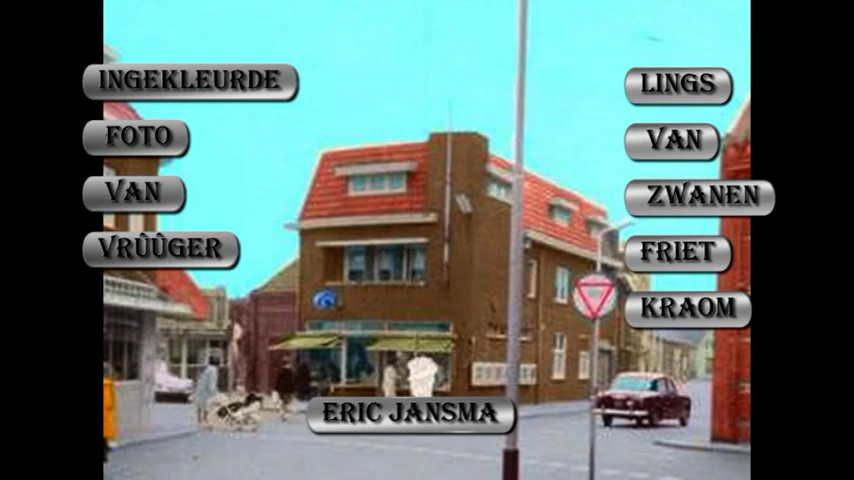 INGEKLEURDE
FOTO
VAN
VRÛÛGER
LINGS
VAN
ZWANEN
FRIET
KRAOM
ERIC JANSMA